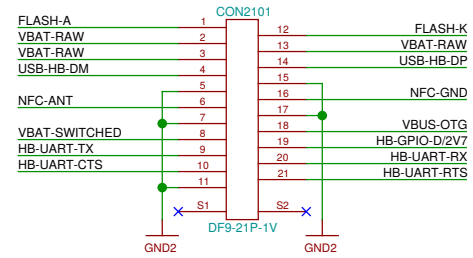 CON2101
FLASH-A 1
12 FLASH-K
VBAT-RAW 2
13 VBAT-RAW
VBAT-RAW 3
14 USB-HB-DP
USB-HB-DM 4
15
5
16 NFC-GND
NFC-ANT 6
17
7
18 VBUS-OTG
VBAT-SWITCHED 8
19 HB-GPIO-D/2V7
HB-UART-TX 9
20 HB-UART-RX
HB-UART-CTS 10
21 HB-UART-RTS
11
S1 S2
DF9-21P-1V
GND2 GND2